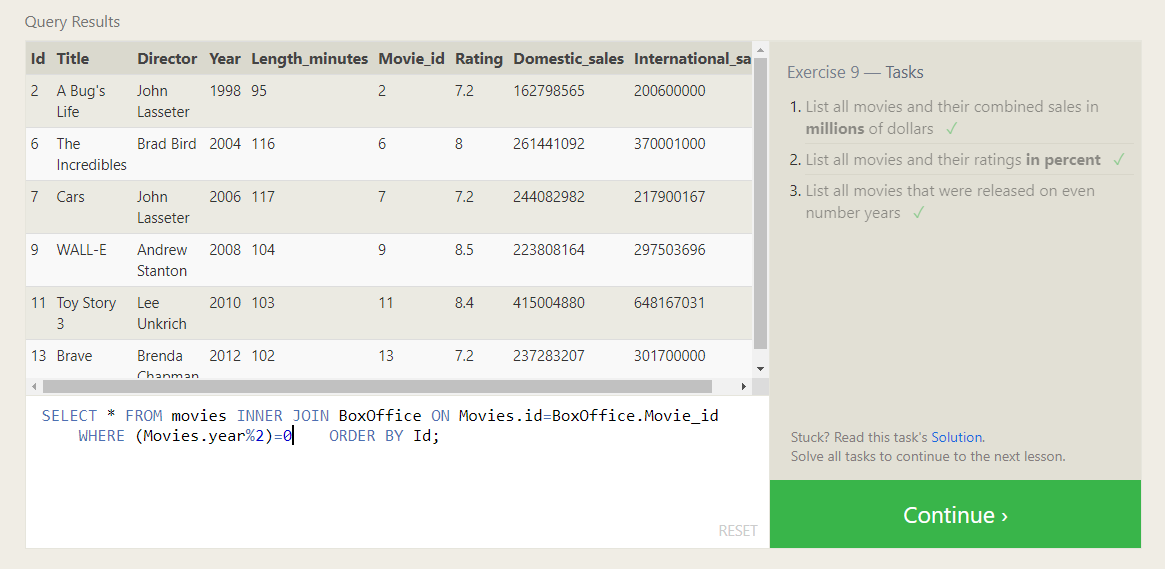 Query Results
Id Title Director Year Length_minutes Movie_id Rating Domestic_sales International_sa
2 A Bug's John 1998 95 2 7.2 162798565 200600000
Life Lasseter
6 The Brad Bird 2004 116 6 8 261441092 370001000
Incredibles
7 Cars John 2006 117 7 7.2 244082982 217900167
Lasseter
9 WALL-E Andrew 2008 104 9 8.5 223808164 297503696
Stanton
11 Toy Story Lee 2010 103 11 8.4 415004880 648167031
3 Unkrich
13 Brave Brenda 2012 102 13 7.2 237283207 301700000
Chapman
SELECT * FROM movies INNER JOIN BoxOffice ON Movies.id=BoxOffice.Movie_id
WHERE (Movies.year%2)=0 ORDER BY Id;
RESET
Exercise 9 — Tasks
1. List all movies and their combined sales in
millions of dollars ✓
2. List all movies and their ratings in percent ✓
3. List all movies that were released on even
number years ✓
Stuck? Read this task's Solution.
Solve all tasks to continue to the next lesson.
Continue ›